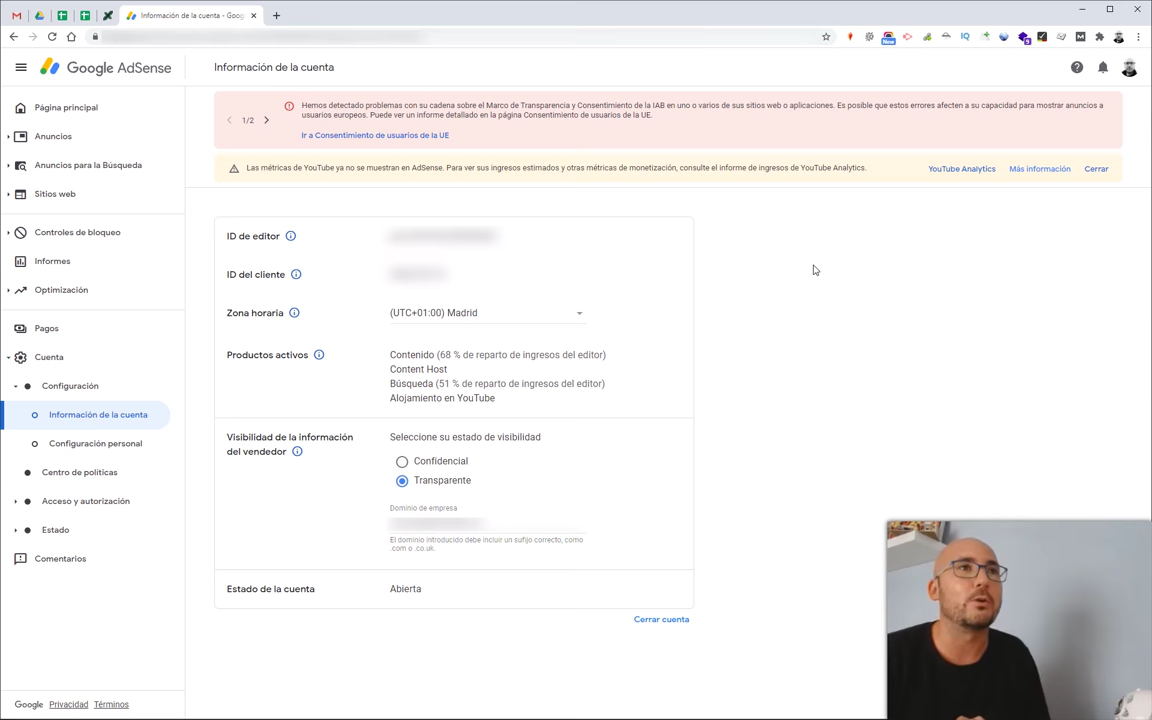 Información de la cuenta - Goog
New
IQ
3
Google AdSense
Información de la cuenta
Página principal
Anuncios
Anuncios para la Búsqueda
Sitios web
Controles de bloqueo
Informes
Optimización
Pagos
Cuenta
Configuración
Información de la cuenta
Configuración personal
Centro de políticas
Acceso y autorización
Estado
Comentarios
Google Privacidad Términos
1/2
Hemos detectado problemas con su cadena sobre el Marco de Transparencia y Consentimiento de la IAB en uno o varios de sus sitios web o aplicaciones. Es posible que estos errores afecten a su capacidad para mostrar anuncios a
usuarios europeos. Puede ver un informe detallado en la página Consentimiento de usuarios de la UE.
Ir a Consentimiento de usuarios de la UE
Las métricas de YouTube ya no se muestran en AdSense. Para ver sus ingresos estimados y otras métricas de monetización, consulte el informe de ingresos de YouTube Analytics.
YouTube Analytics Más información Cerrar
ID de editor
ID del cliente
Zona horaria (UTC+01:00) Madrid
Productos activos Contenido (68 % de reparto de ingresos del editor)
Content Host
Búsqueda (51 % de reparto de ingresos del editor)
Alojamiento en YouTube
Visibilidad de la información
del vendedor
Seleccione su estado de visibilidad
Confidencial
Transparente
Dominio de empresa
El dominio introducido debe incluir un sufijo correcto, como
.com o .co.uk.
Estado de la cuenta Abierta
Cerrar cuenta